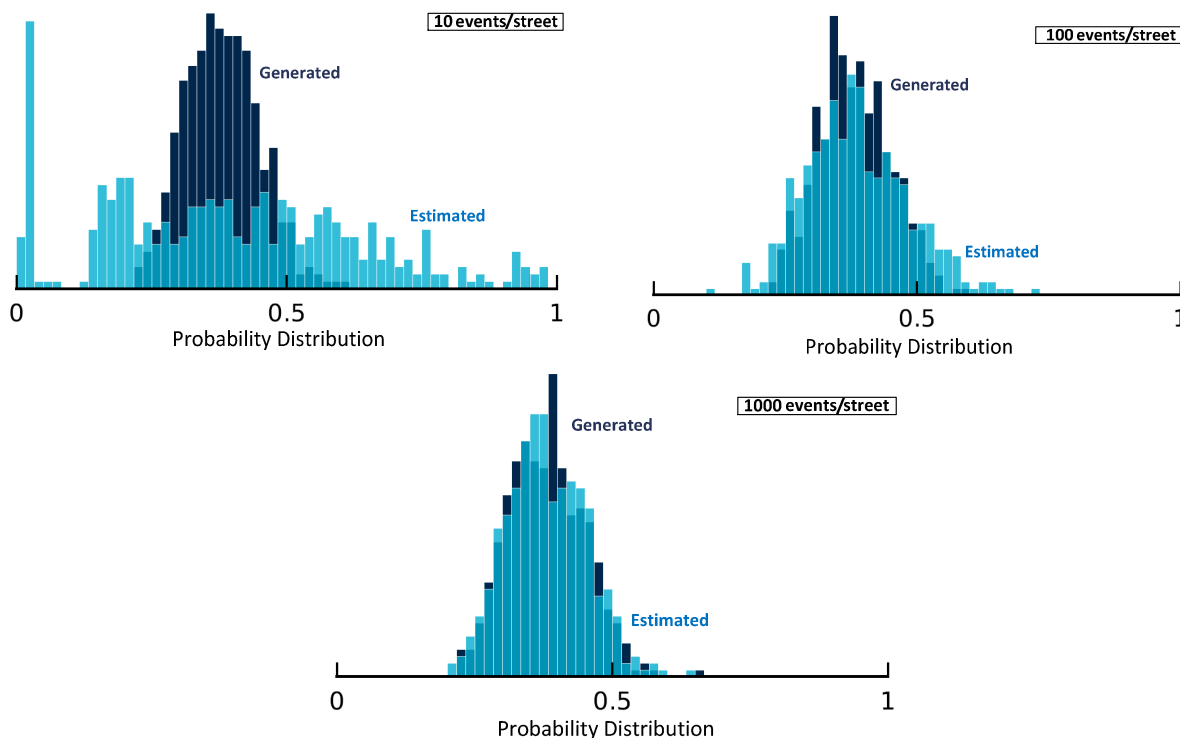 10 events/street
Generated
Estimated
0
0.5
1
Probability Distribution
100 events/street
Generated
Estimated
0
0.5
1
Probability Distribution
1000 events/street
Generated
Estimated
0
0.5
1
Probability Distribution